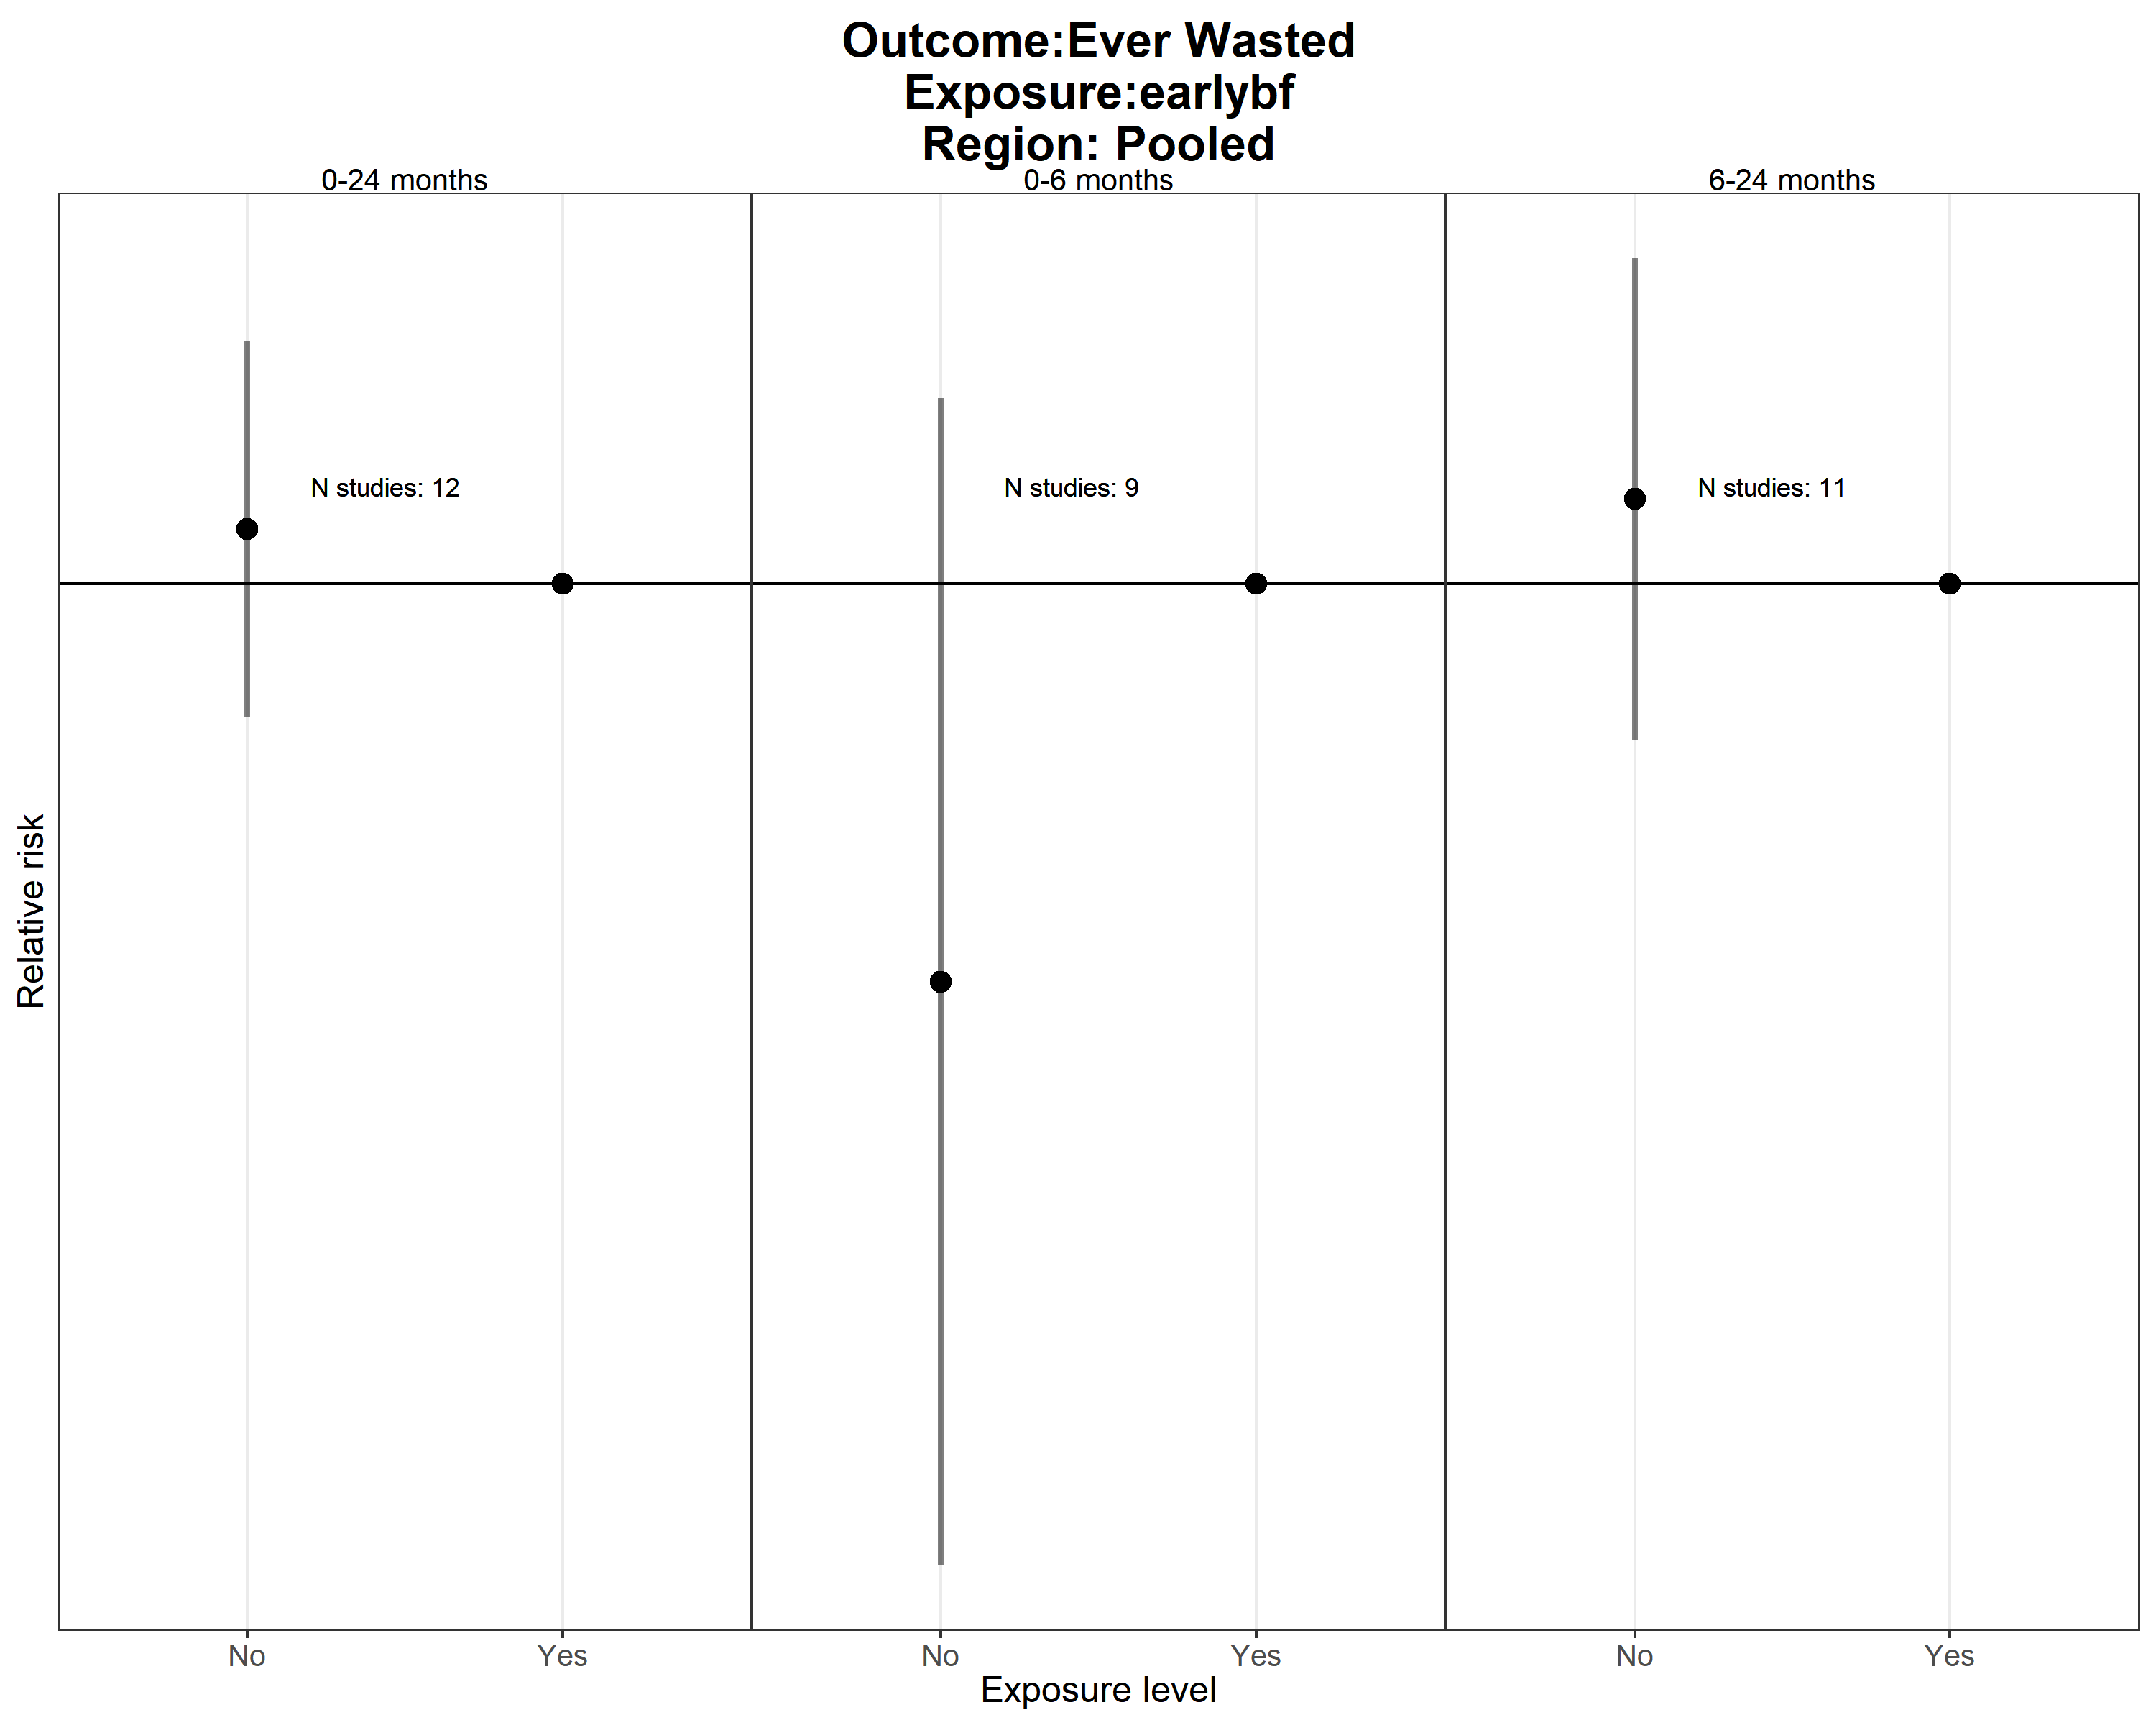 Outcome:Ever Wasted
Exposure:earlybf
Region: Pooled
0-24 months
0-6 months
6-24 months
N studies: 12
N studies: 9
N studies: 11
Relative risk
No
Yes
No
Yes
No
Yes
Exposure level